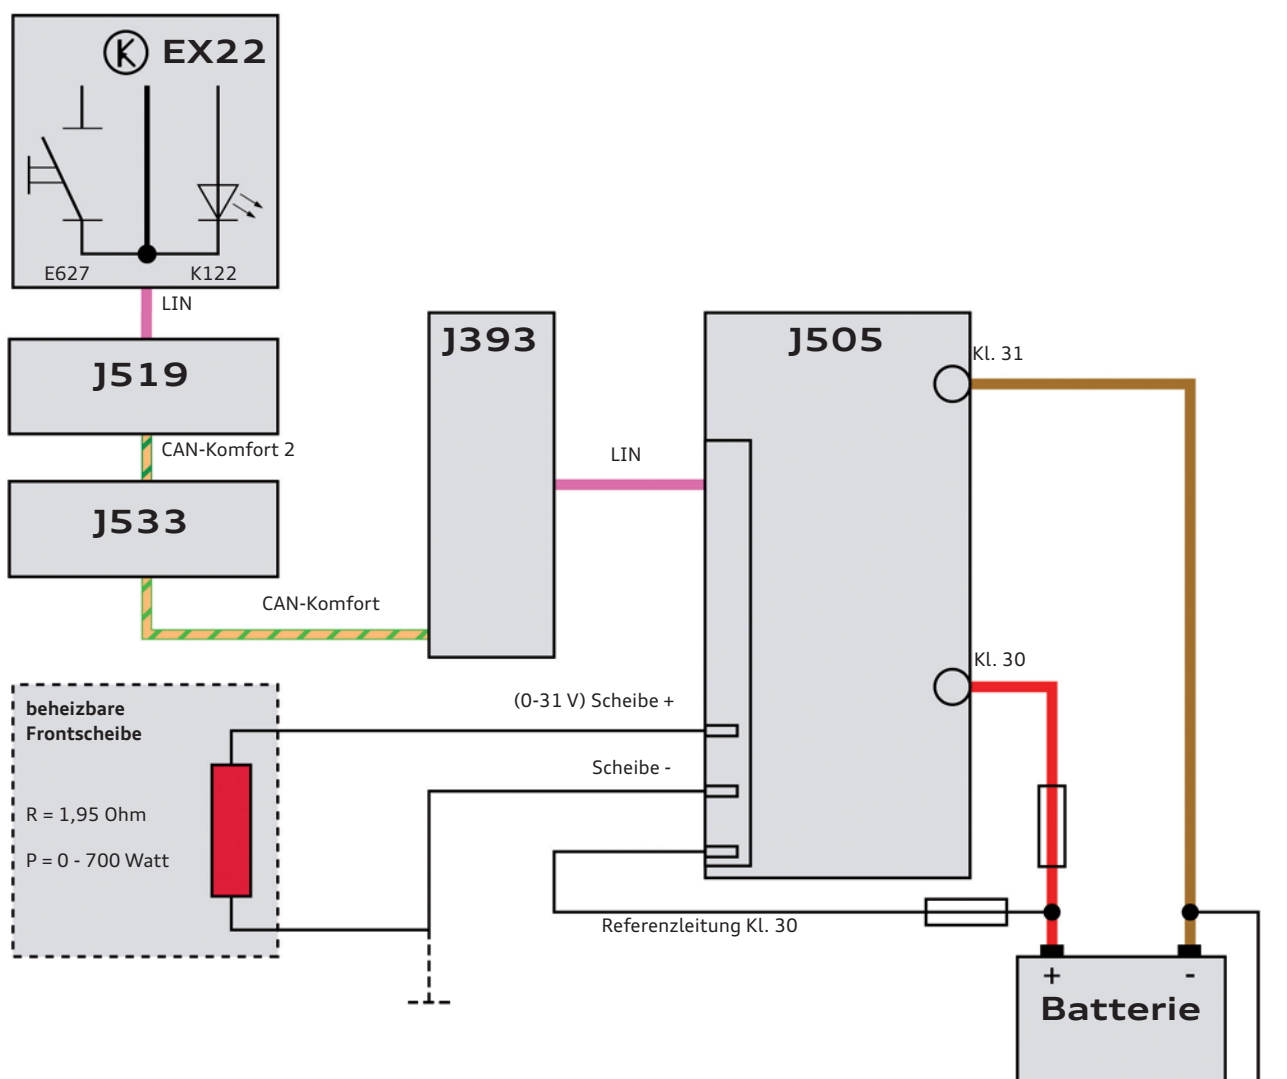 EX22
E627
K122
LIN
J519
CAN-Komfort 2
J533
CAN-Komfort
J393
LIN
J505
Kl. 31
Kl. 30
beheizbare
Frontscheibe
R = 1,95 Ohm
P = 0 - 700 Watt
(0-31 V) Scheibe +
Scheibe -
Referenzleitung Kl. 30
+ -
Batterie